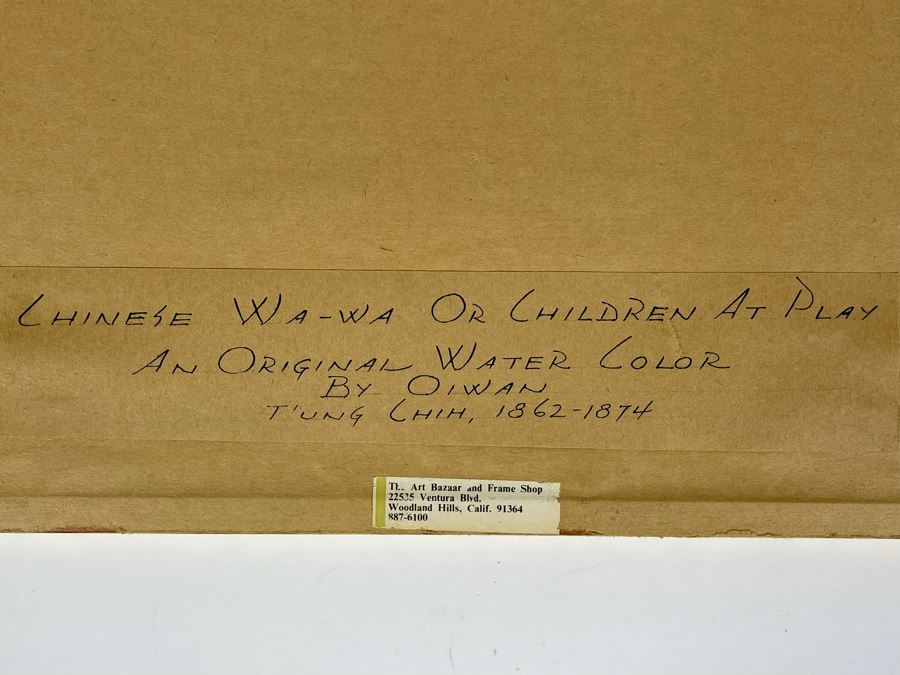 CHINESE WA-WA OR CHILDREN AT PLAY
AN ORIGINAL WATER COLOR
BY OIWAN
T'UNG CHIH, 1862-1874
Art Bazaar and Frame Shop
22535 Ventura Blvd.
Woodland Hills, Calif. 91364
887-6100